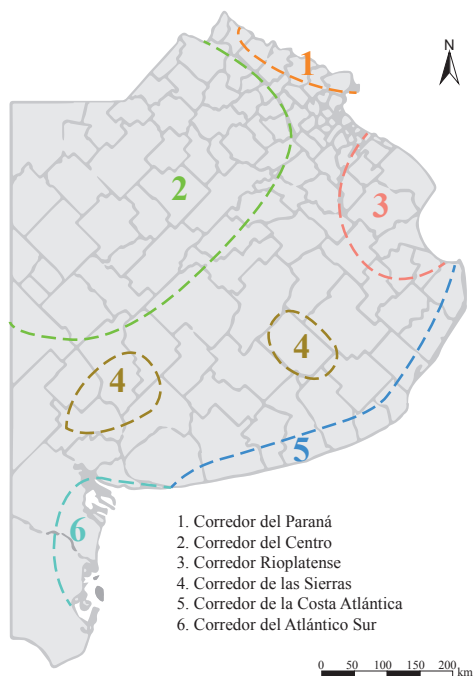 N
1
2
3
4
4
5
6
1. Corredor del Paraná
2. Corredor del Centro
3. Corredor Rioplatense
4. Corredor de las Sierras
5. Corredor de la Costa Atlántica
6. Corredor del Atlántico Sur
0 50 100 150 200 km